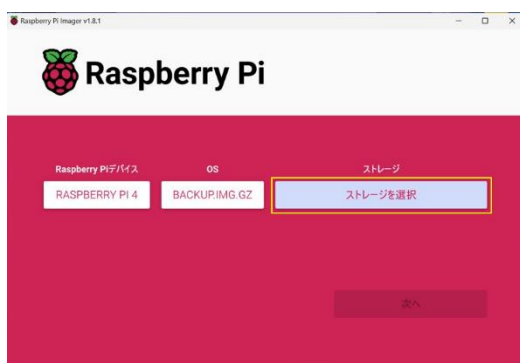 Raspberry Pi Imager v1.8.1
Raspberry Pi
Raspberry Piデバイス
OS
ストレージ
RASPBERRY PI 4
BACKUP.IMG.GZ
ストレージを選択
次へ